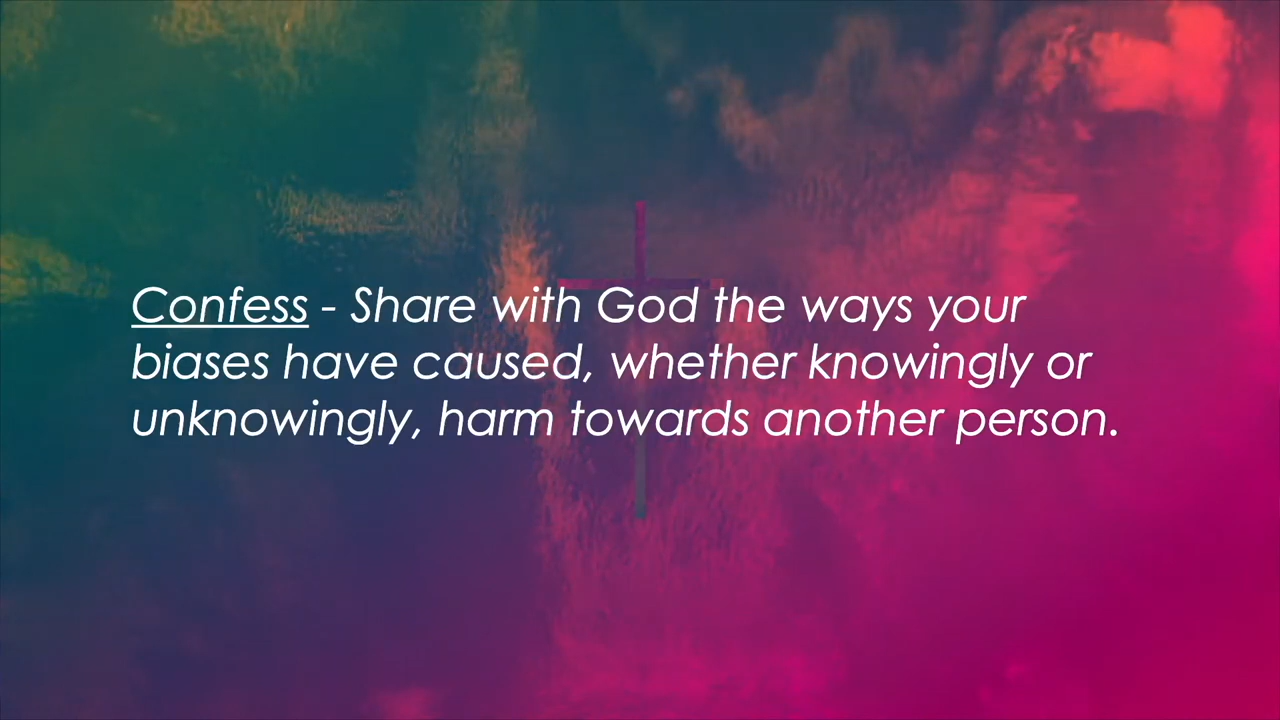 Confess - Share with God the ways your
biases have caused, whether knowingly or
unknowingly, harm towards another person.